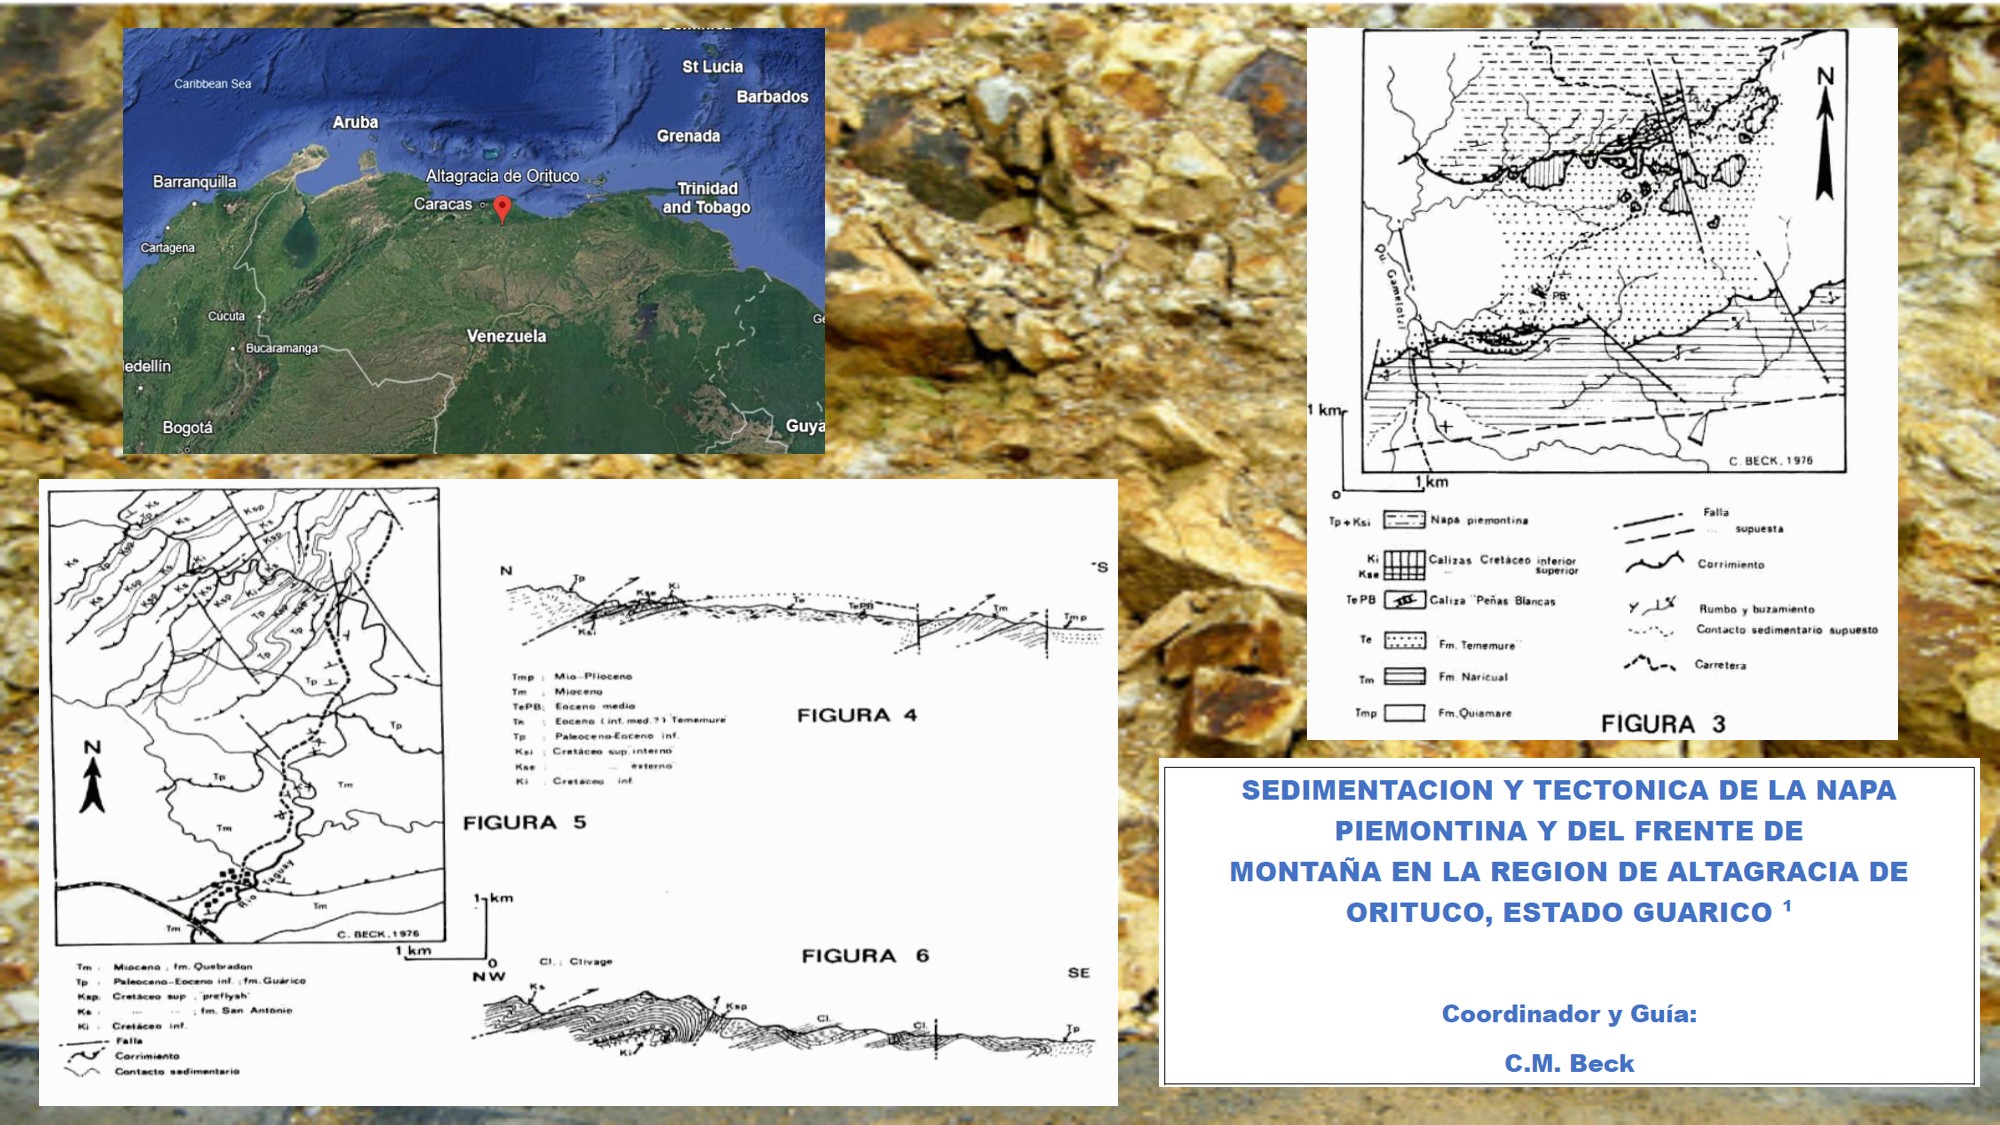 Caribbean Sea
St Lucia
Barbados
Aruba
Grenada
Barranquilla
Altagracia de Orituco
Caracas
Trinidad
and Tobago
Cartagena
Cúcuta
Venezuela
Bucaramanga
edellín
Bogotá
Guya
N
Qu. Gamelotal
PB
C. BECK, 1976
1 km
0
1 km
Tp + Ksi Napa piemontina
Ki Calizas Cretáceo inferior
Kse " superior
Te PB Caliza "Peñas Blancas"
Te Fm. Tememure
Tm Fm. Naricual
Tmp Fm. Quiamare
Falla
... supuesta
Corrimiento
Rumbo y buzamiento
Contacto sedimentario supuesto
Carretera
FIGURA 3
Ks
Ksp
Tp
Ki
Tm
N
Río Taguay
C. BECK, 1976
1 km
Tm : Mioceno ; fm. Quebradon
Tp : Paleoceno-Eoceno inf. ; fm. Guárico
Ksp: Cretáceo sup. "preflysh"
Ks : ... ... ; fm. San Antonio
Ki : Cretáceo inf.
Falla
Corrimiento
Contacto sedimentario
FIGURA 5
N
S
Tp
Kse
Ki
Te
TePB
Tm
Tmp
Ksi
Tmp : Mio-Plioceno
Tm : Mioceno
TePB: Eoceno medio
Te : Eoceno (inf. med.?) Tememure
Tp : Paleoceno-Eoceno inf.
Ksi : Cretáceo sup. interno
Kse : ... externo
Ki : Cretáceo inf.
FIGURA 4
1 km
0
Cl. : Clivage
FIGURA 6
NW
SE
Ks
Ksp
Cl.
Cl.
Tp
Ki
SEDIMENTACION Y TECTONICA DE LA NAPA
PIEMONTINA Y DEL FRENTE DE
MONTAÑA EN LA REGION DE ALTAGRACIA DE
ORITUCO, ESTADO GUARICO 1
Coordinador y Guía:
C.M. Beck